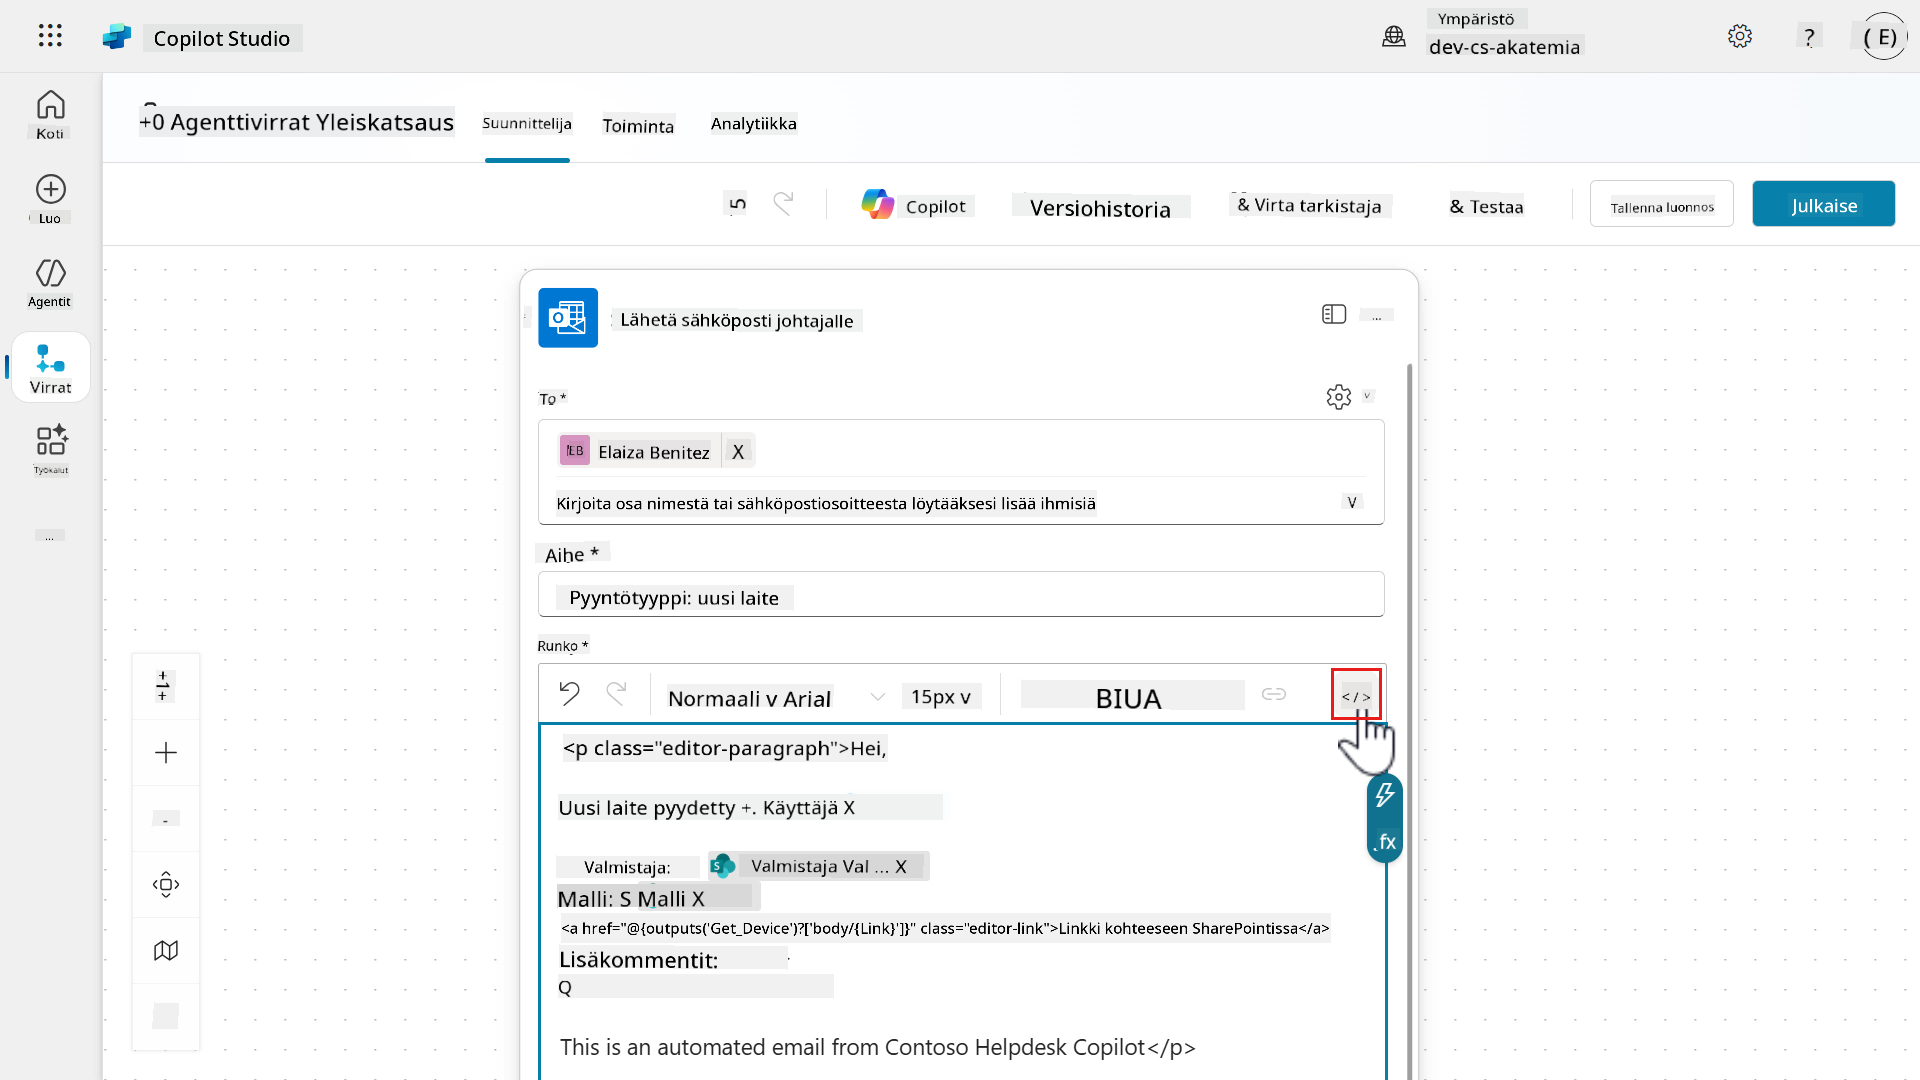 Copilot Studio
Ympäristö
dev-cs-akatemia
?
( E)
Koti
Luo
Agentit
Virrat
Työkalut
...
+0 Agenttivirrat Yleiskatsaus
Suunnittelija
Toiminta
Analytiikka
5
Copilot
Versiohistoria
& Virta tarkistaja
& Testaa
Tallenna luonnos
Julkaise
Lähetä sähköposti johtajalle
...
To *
v
EB Elaiza Benitez X
Kirjoita osa nimestä tai sähköpostiosoitteesta löytääksesi lisää ihmisiä
V
Aihe *
Pyyntötyyppi: uusi laite
Runko *
Normaali v Arial
15px v
BIUA
</>
<p class="editor-paragraph">Hei,
Uusi laite pyydetty +. Käyttäjä X
Valmistaja: S Valmistaja Val ... X
Malli: S Malli X
<a href="@{outputs('Get_Device')?['body/{Link}']}" class="editor-link">Linkki kohteeseen SharePointissa</a>
Lisäkommentit:
Q
This is an automated email from Contoso Helpdesk Copilot</p>
fx